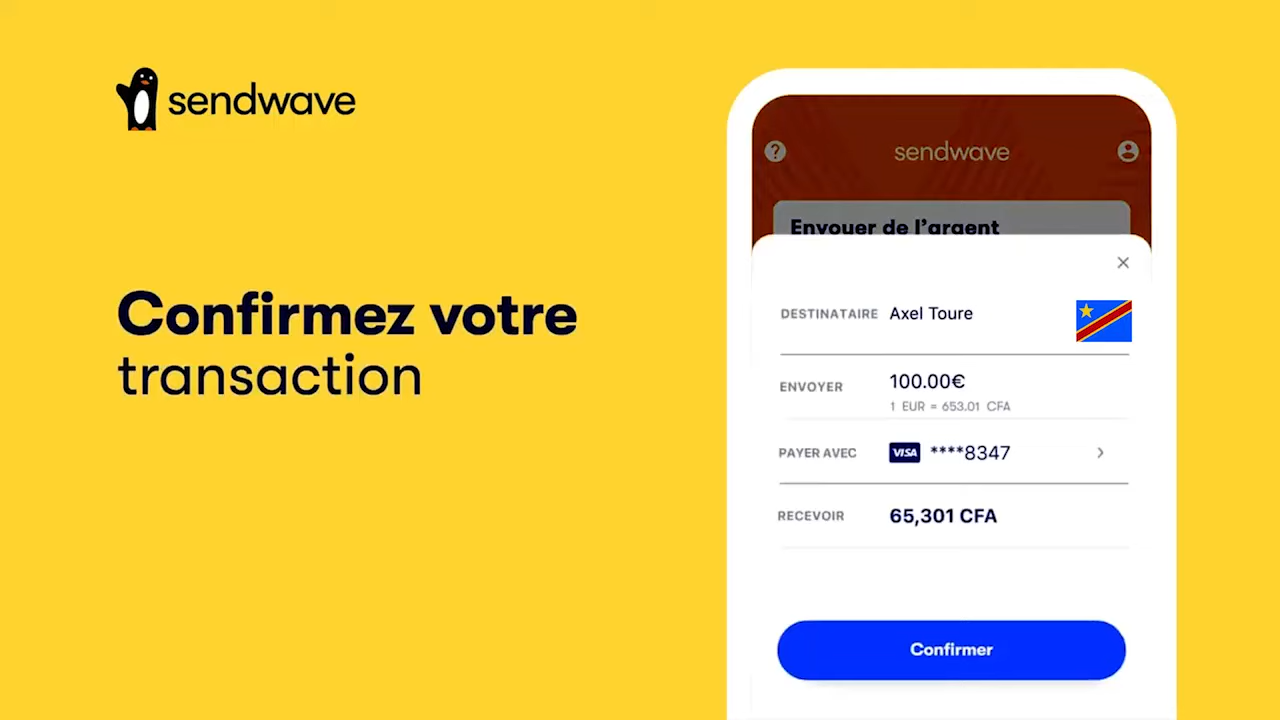 sendwave
Confirmez votre
transaction
sendwave
Envoyer de l'argent
DESTINATAIRE Axel Toure
ENVOYER 100.00€
1 EUR = 653.01 CFA
PAYER AVEC VISA ****8347
RECEVOIR 65,301 CFA
Confirmer